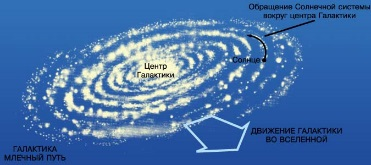 Обращения Солнечной системы
вокруг центра Галактики
Солнце
Центр
Галактики
ДВИЖЕНИЕ ГАЛАКТИКИ
ВО ВСЕЛЕННОЙ
ГАЛАКТИКА
МЛЕЧНЫЙ ПУТЬ